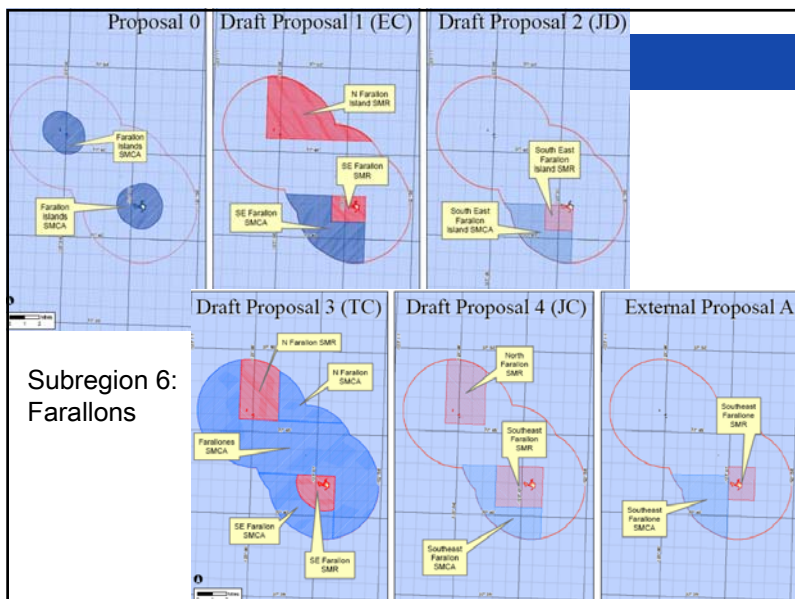 Proposal 0
Farallon
Islands
SMCA
Farallon
Islands
SMCA
Draft Proposal 1 (EC)
N Farallon
Island SMR
SE Farallon
SMR
SE Farallon
SMCA
Draft Proposal 2 (JD)
South East
Farallon
Island SMR
South East
Farallon
Island SMCA
Draft Proposal 3 (TC)
N Farallon SMR
N Farallon
SMCA
Farallones
SMCA
SE Farallon
SMCA
SE Farallon
SMR
Draft Proposal 4 (JC)
North
Farallon
SMR
Southeast
Farallon
SMR
Southeast
Farallon
SMCA
External Proposal A
Southeast
Farallone
SMR
Southeast
Farallone
SMCA
Subregion 6:
Farallons